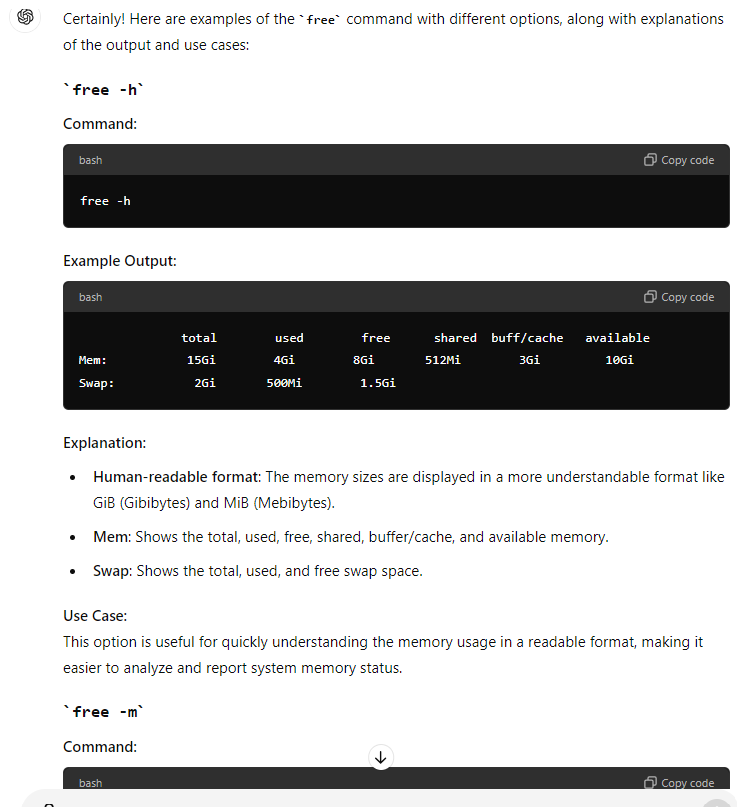 Certainly! Here are examples of the `free` command with different options, along with explanations
of the output and use cases:
`free -h`
Command:
bash Copy code
free -h
Example Output:
bash Copy code
total used free shared buff/cache available
Mem: 15Gi 4Gi 8Gi 512Mi 3Gi 10Gi
Swap: 2Gi 500Mi 1.5Gi
Explanation:
• Human-readable format: The memory sizes are displayed in a more understandable format like
GiB (Gibibytes) and MiB (Mebibytes).
• Mem: Shows the total, used, free, shared, buffer/cache, and available memory.
• Swap: Shows the total, used, and free swap space.
Use Case:
This option is useful for quickly understanding the memory usage in a readable format, making it
easier to analyze and report system memory status.
`free -m`
Command:
bash Copy code